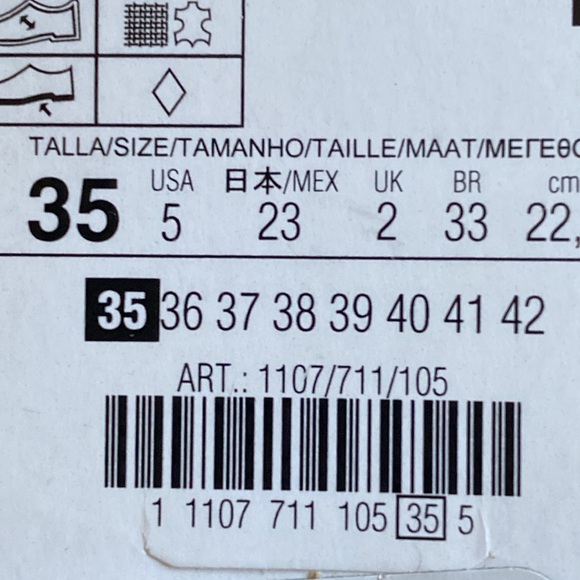 TALLA/SIZE/TAMANHO/TAILLE/MAAT/ΜΕΓΕΘΟ
35 USA 日本/MEX UK BR cm
5 23 2 33 22,
35 36 37 38 39 40 41 42
ART.: 1107/711/105
1 1107 711 105 35 5